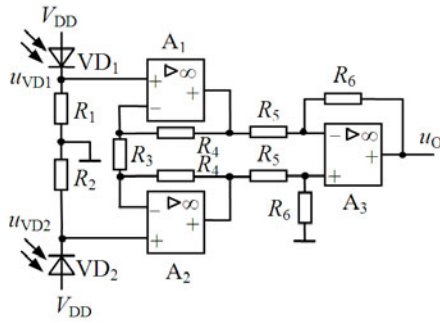 V_DD
VD_1
A_1
u_VD1
+
▷ ∞
R_1
−
+
R_4
R_5
R_6
R_3
R_4
R_5
−
▷ ∞
+
+
u_O
R_2
−
▷ ∞
+
+
R_6
A_3
u_VD2
VD_2
A_2
V_DD